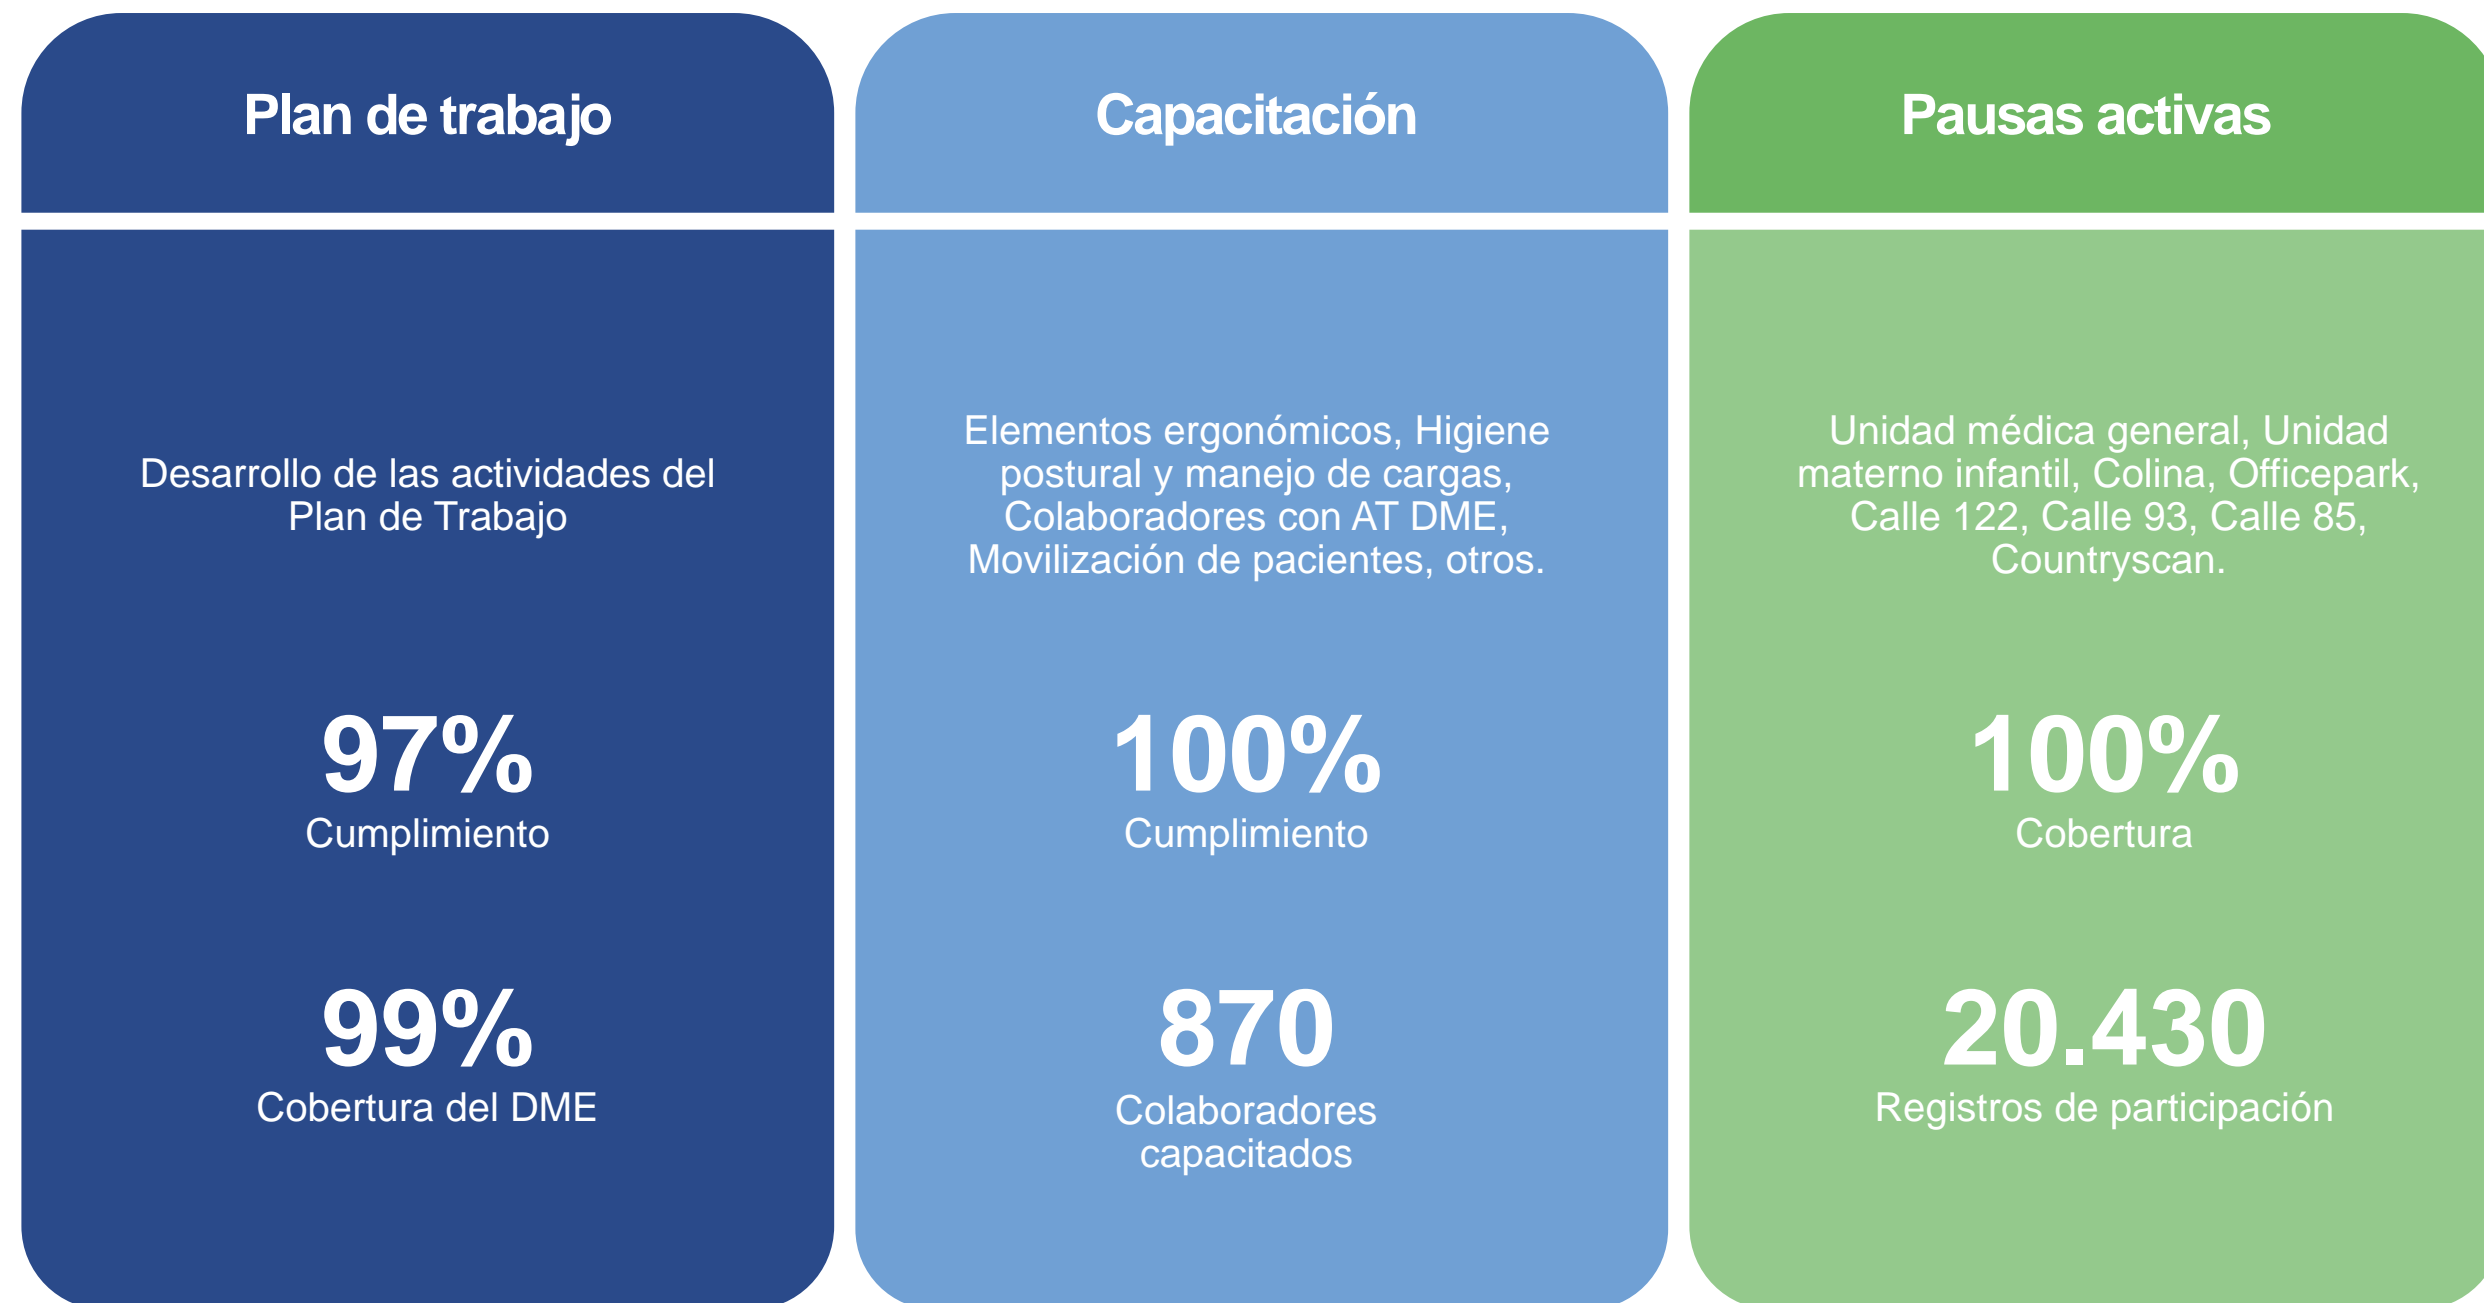 Plan de trabajo
Desarrollo de las actividades del
Plan de Trabajo
97%
Cumplimiento
99%
Cobertura del DME
Capacitación
Elementos ergonómicos, Higiene
postural y manejo de cargas,
Colaboradores con AT DME,
Movilización de pacientes, otros.
100%
Cumplimiento
870
Colaboradores
capacitados
Pausas activas
Unidad médica general, Unidad
materno infantil, Colina, Officepark,
Calle 122, Calle 93, Calle 85,
Countryscan.
100%
Cobertura
20.430
Registros de participación